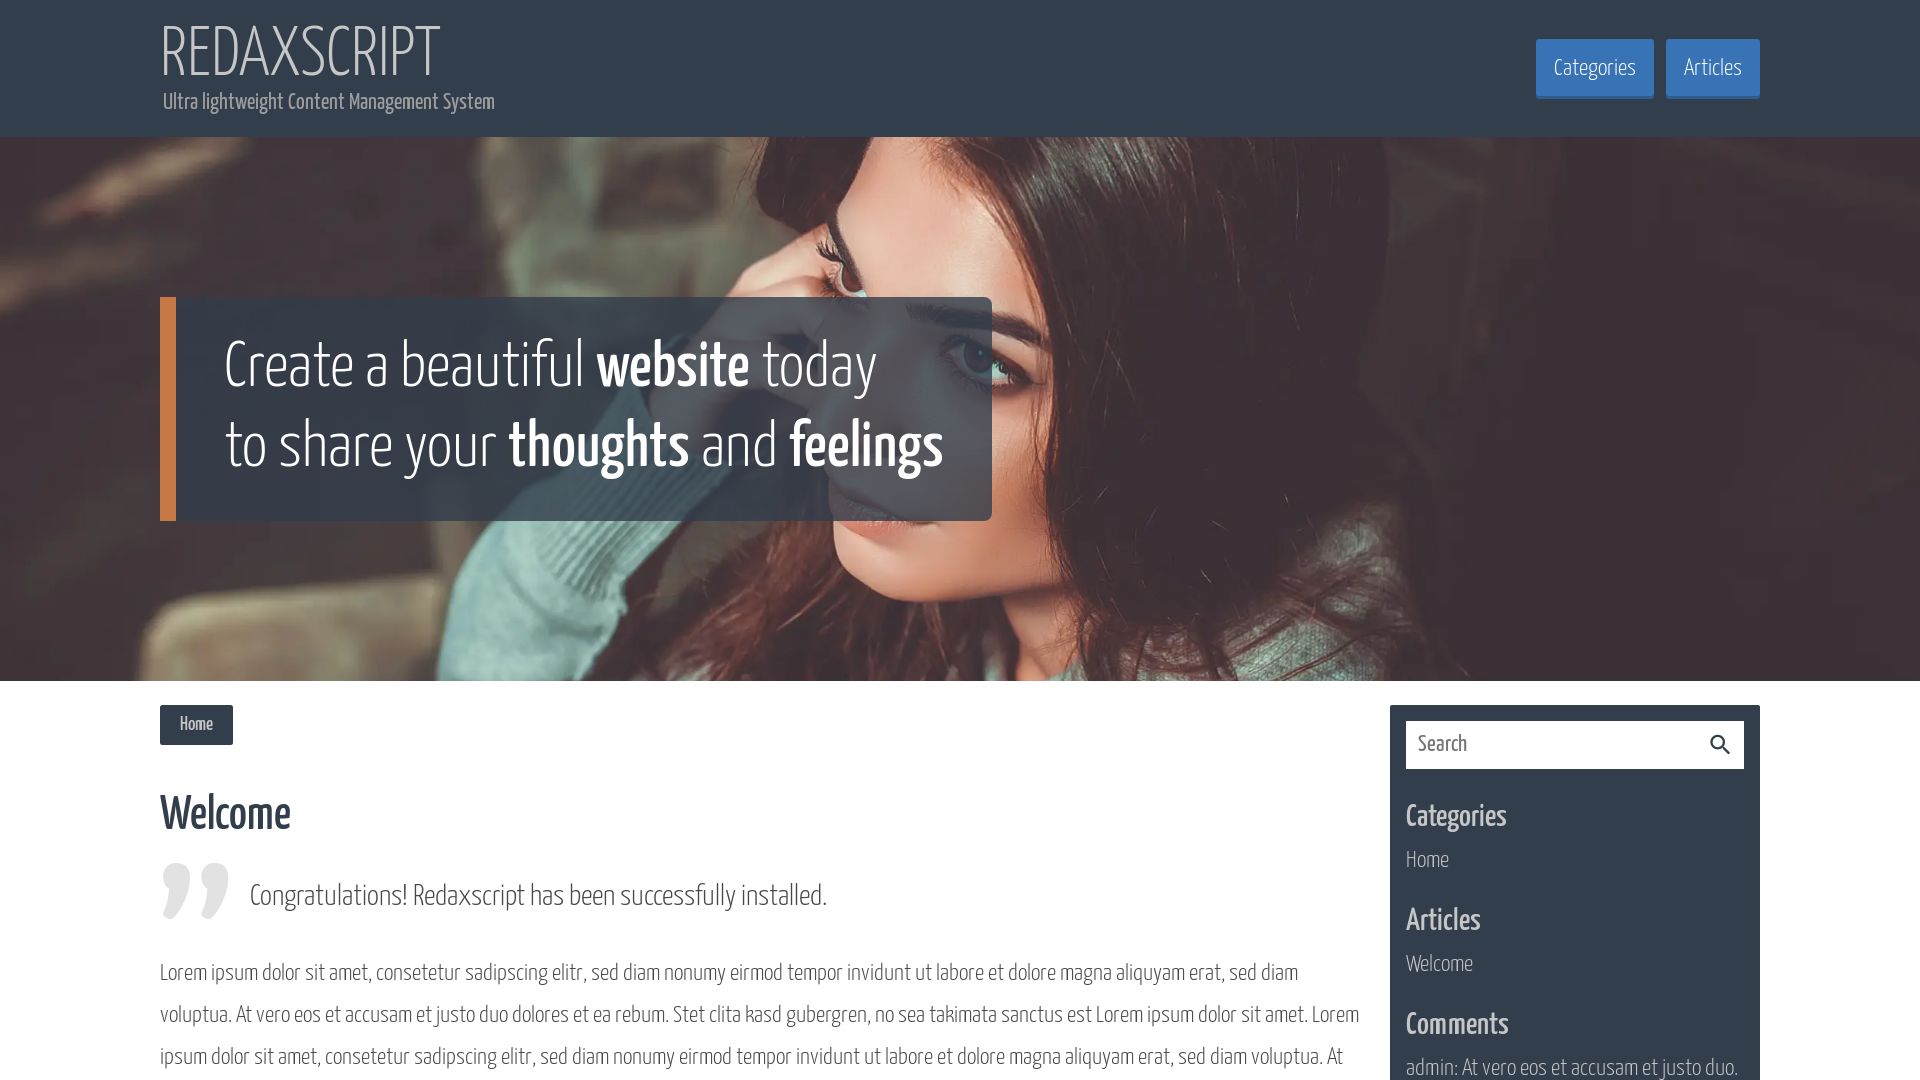 REDAXSCRIPT
Ultra lightweight Content Management System
Categories
Articles
Create a beautiful website today
to share your thoughts and feelings
Home
Welcome
Congratulations! Redaxscript has been successfully installed.
Lorem ipsum dolor sit amet, consetetur sadipscing elitr, sed diam nonumy eirmod tempor invidunt ut labore et dolore magna aliquyam erat, sed diam
voluptua. At vero eos et accusam et justo duo dolores et ea rebum. Stet clita kasd gubergren, no sea takimata sanctus est Lorem ipsum dolor sit amet. Lorem
ipsum dolor sit amet, consetetur sadipscing elitr, sed diam nonumy eirmod tempor invidunt ut labore et dolore magna aliquyam erat, sed diam voluptua. At
Search
Categories
Home
Articles
Welcome
Comments
admin: At vero eos et accusam et justo duo.